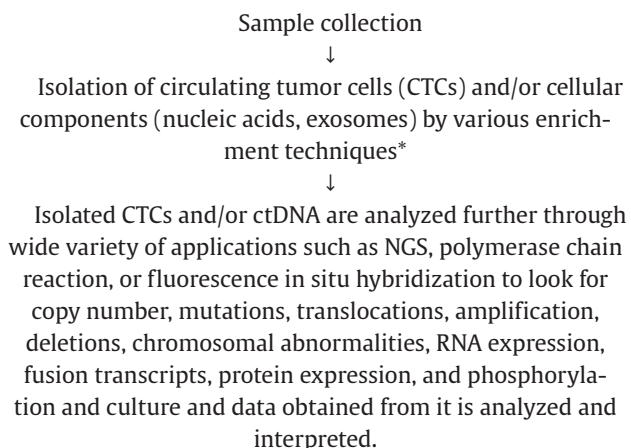 Sample collection
↓
Isolation of circulating tumor cells (CTCs) and/or cellular
components (nucleic acids, exosomes) by various enrich-
ment techniques*
↓
Isolated CTCs and/or ctDNA are analyzed further through
wide variety of applications such as NGS, polymerase chain
reaction, or fluorescence in situ hybridization to look for
copy number, mutations, translocations, amplification,
deletions, chromosomal abnormalities, RNA expression,
fusion transcripts, protein expression, and phosphoryla-
tion and culture and data obtained from it is analyzed and
interpreted.